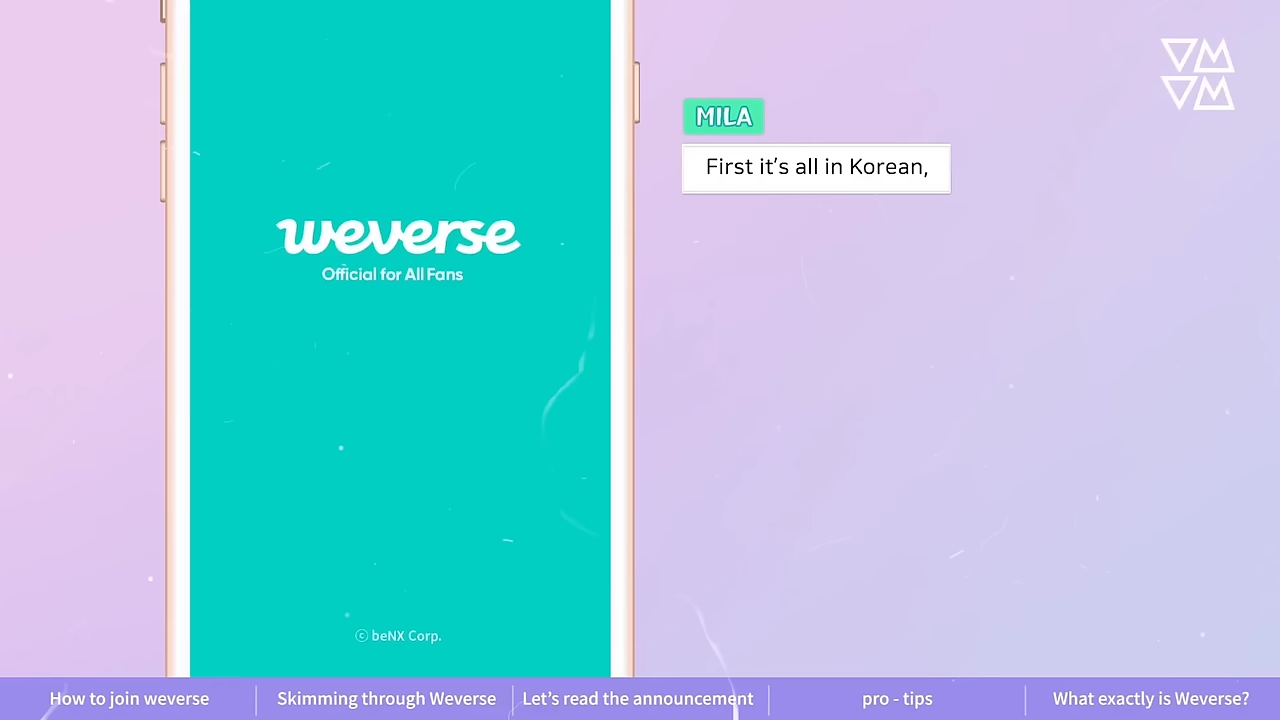 MILA
First it's all in Korean,
weverse
Official for All Fans
ⓒ beNX Corp.
How to join weverse
Skimming through Weverse
Let's read the announcement
pro - tips
What exactly is Weverse?